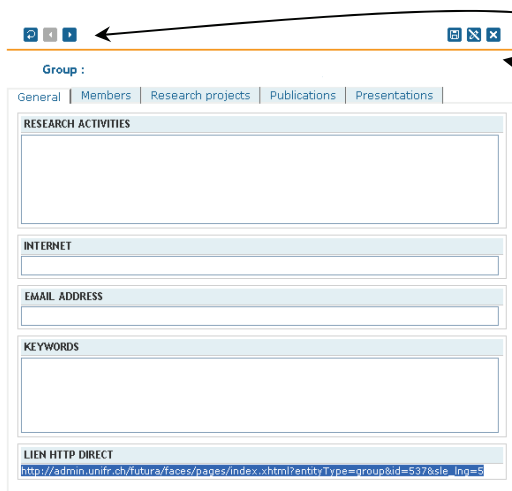 Group :
General Members Research projects Publications Presentations
RESEARCH ACTIVITIES
INTERNET
EMAIL ADDRESS
KEYWORDS
LIEN HTTP DIRECT
http://admin.unifr.ch/futura/faces/pages/index.xhtml?entityType=group&id=537&sle_lng=5